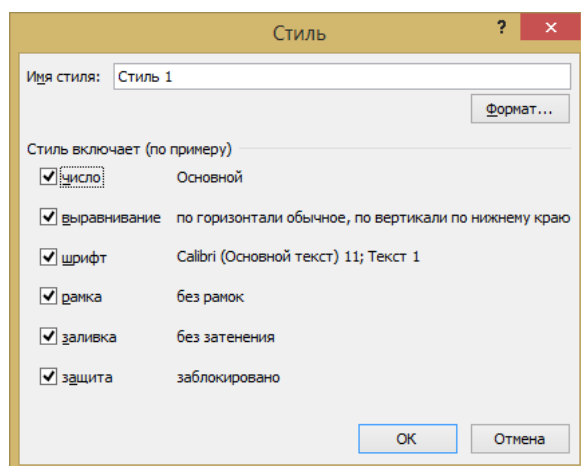 Стиль
?
Имя стиля: Стиль 1
Формат...
Стиль включает (по примеру)
число Основной
выравнивание по горизонтали обычное, по вертикали по нижнему краю
шрифт Calibri (Основной текст) 11; Текст 1
рамка без рамок
заливка без затенения
защита заблокировано
ОК Отмена